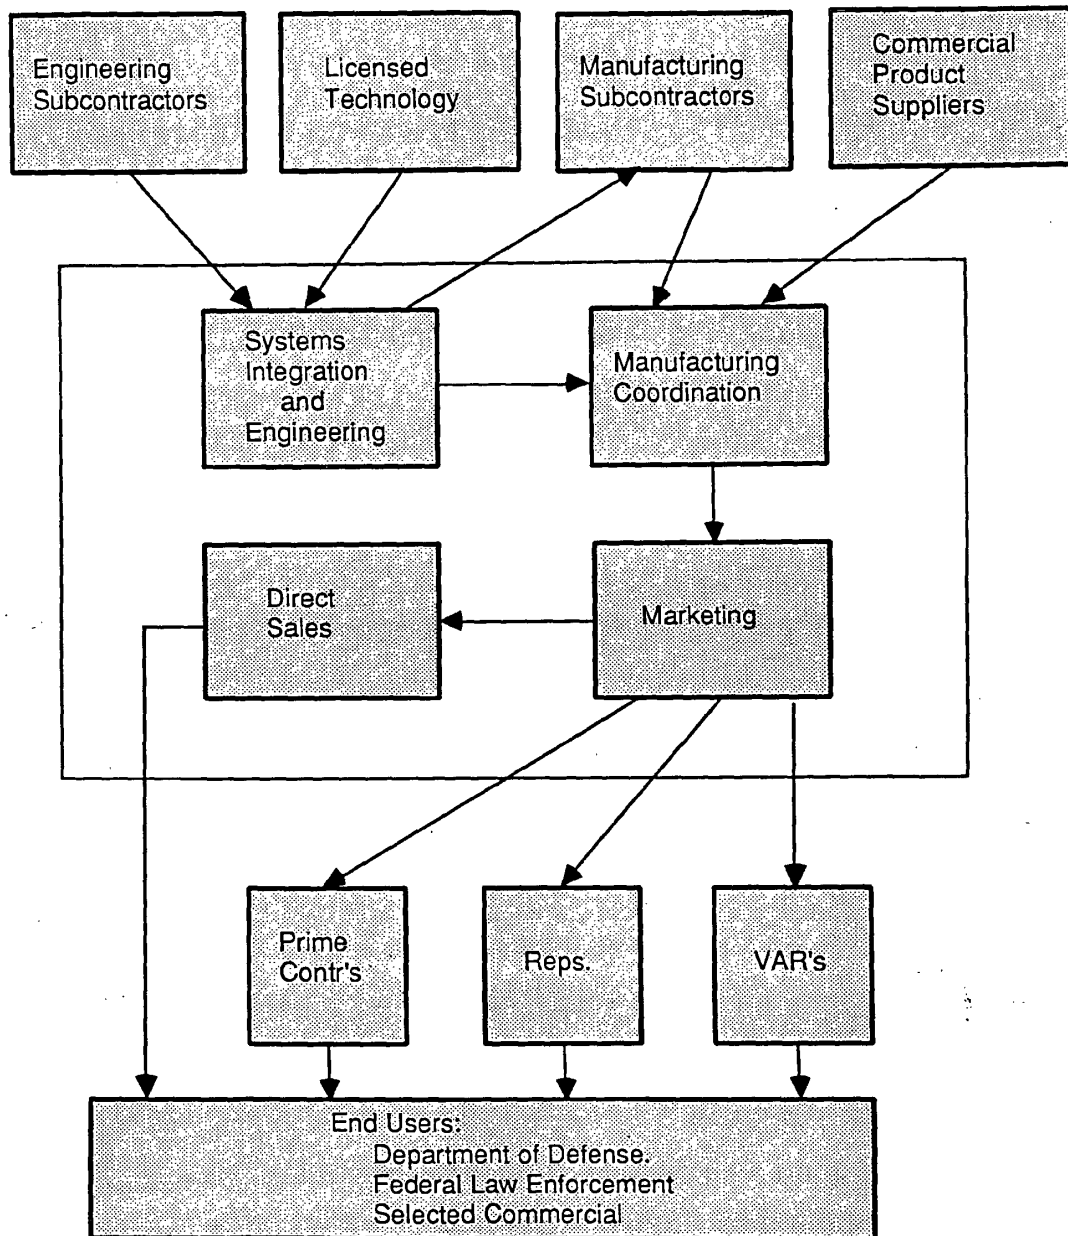 Engineering
Subcontractors
Licensed
Technology
Manufacturing
Subcontractors
Commercial
Product
Suppliers
Systems
Integration
and
Engineering
Manufacturing
Coordination
Direct
Sales
Marketing
Prime
Contr's
Reps.
VAR's
End Users:
Department of Defense.
Federal Law Enforcement
Selected Commercial